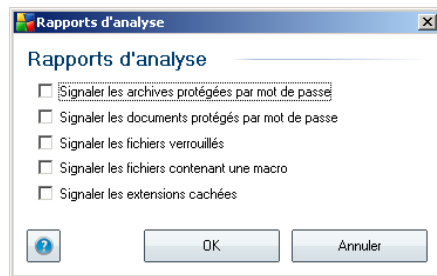 Rapports d'analyse
Rapports d'analyse
Signaler les archives protégées par mot de passe
Signaler les documents protégés par mot de passe
Signaler les fichiers verrouillés
Signaler les fichiers contenant une macro
Signaler les extensions cachées
? OK Annuler